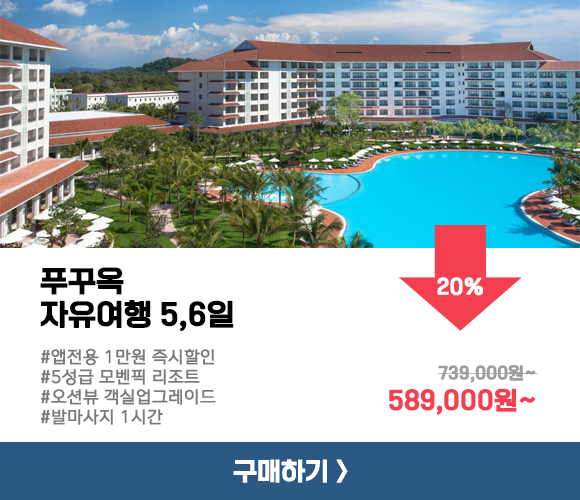 푸꾸옥
자유여행 5,6일
20%
#앱전용 1만원 즉시할인
#5성급 모벤픽 리조트
#오션뷰 객실업그레이드
#발마사지 1시간
739,000원~
589,000원~
구매하기 〉